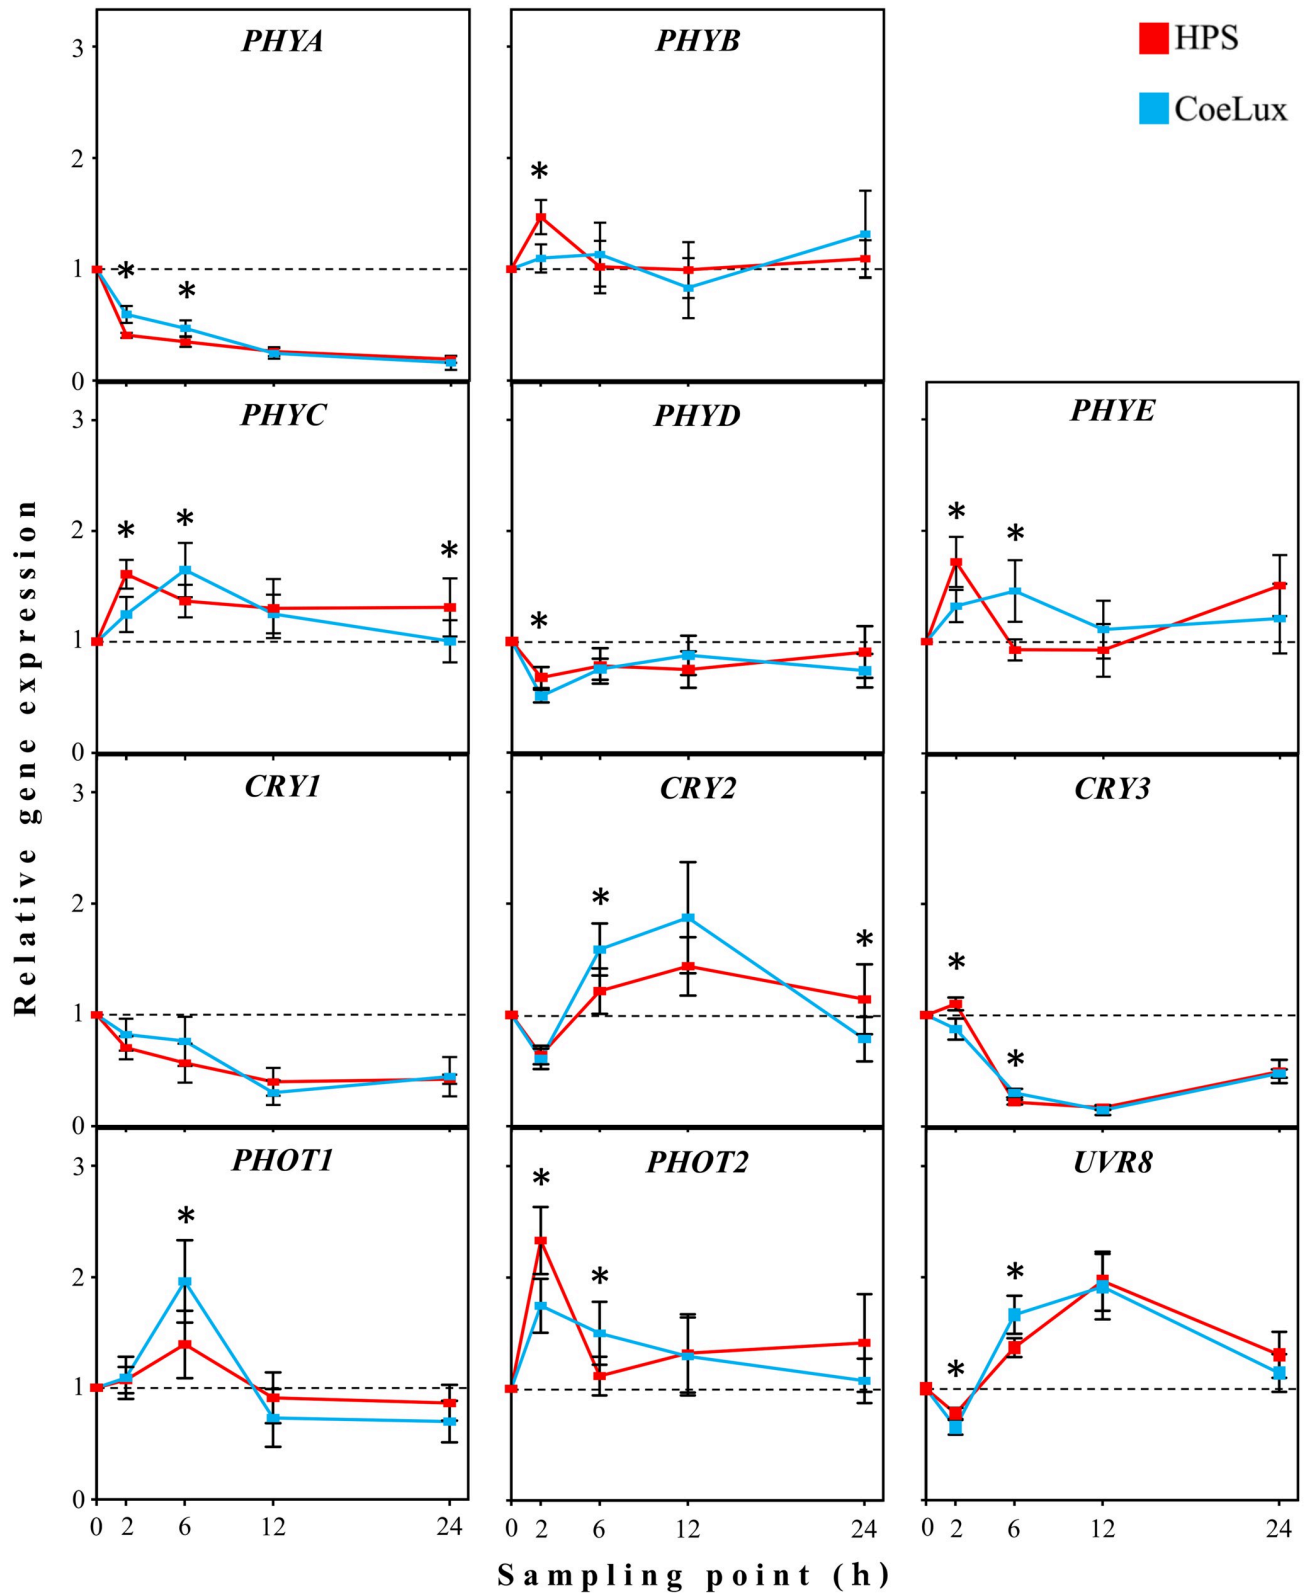 PHYA
PHYB
HPS
CoeLux
3
2
1
0
*
*
*
PHYC
PHYD
PHYE
3
2
1
0
*
*
*
*
*
*
Relative gene expression
CRY1
CRY2
CRY3
3
2
1
0
*
*
*
*
PHOT1
PHOT2
UVR8
3
2
1
0
*
*
*
*
*
0 2 6 12 24
0 2 6 12 24
0 2 6 12 24
Sampling point (h)